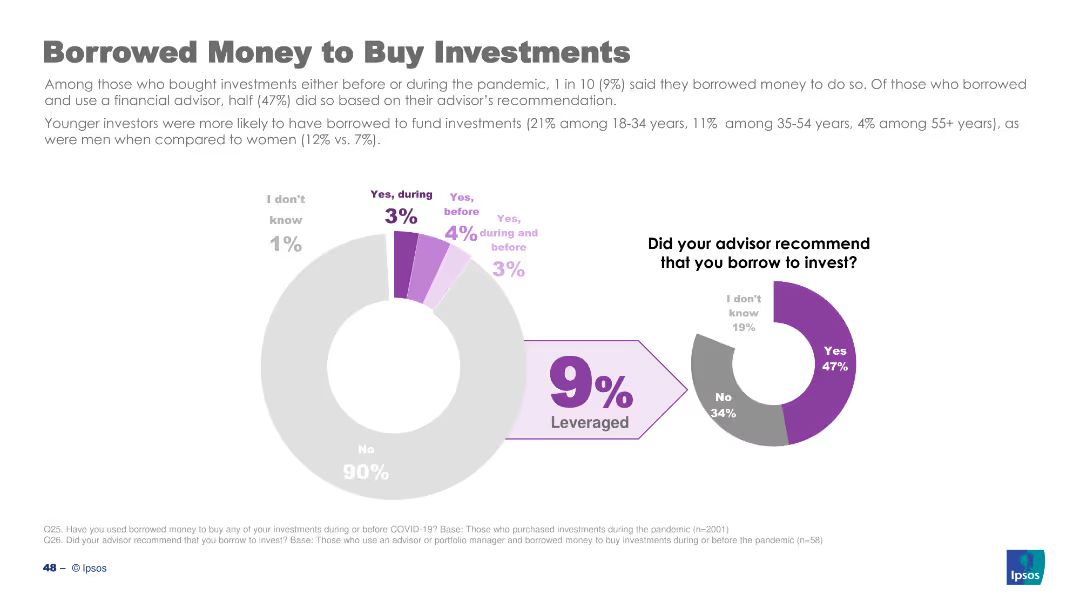 Borrowed Money to Buy Investments
Among those who bought investments either before or during the pandemic, 1 in 10 (9%) said they borrowed money to do so. Of those who borrowed
and use a financial advisor, half (47%) did so based on their advisor's recommendation.
Younger investors were more likely to have borrowed to fund investments (21% among 18-34 years, 11% among 35-54 years, 4% among 55+ years), as
were men when compared to women (12% vs. 7%).
I don't
know
1%
Yes, during
3%
Yes,
before
4%
Yes,
during and
before
3%
No
90%
9%
Leveraged
Did your advisor recommend
that you borrow to invest?
I don't
know
19%
Yes
47%
No
34%
Q25. Have you used borrowed money to buy any of your investments during or before COVID-19? Base: Those who purchased investments during the pandemic (n=2001)
Q26. Did your advisor recommend that you borrow to invest? Base: Those who use an advisor or portfolio manager and borrowed money to buy investments during or before the pandemic (n=58)
48 – © Ipsos
Ipsos